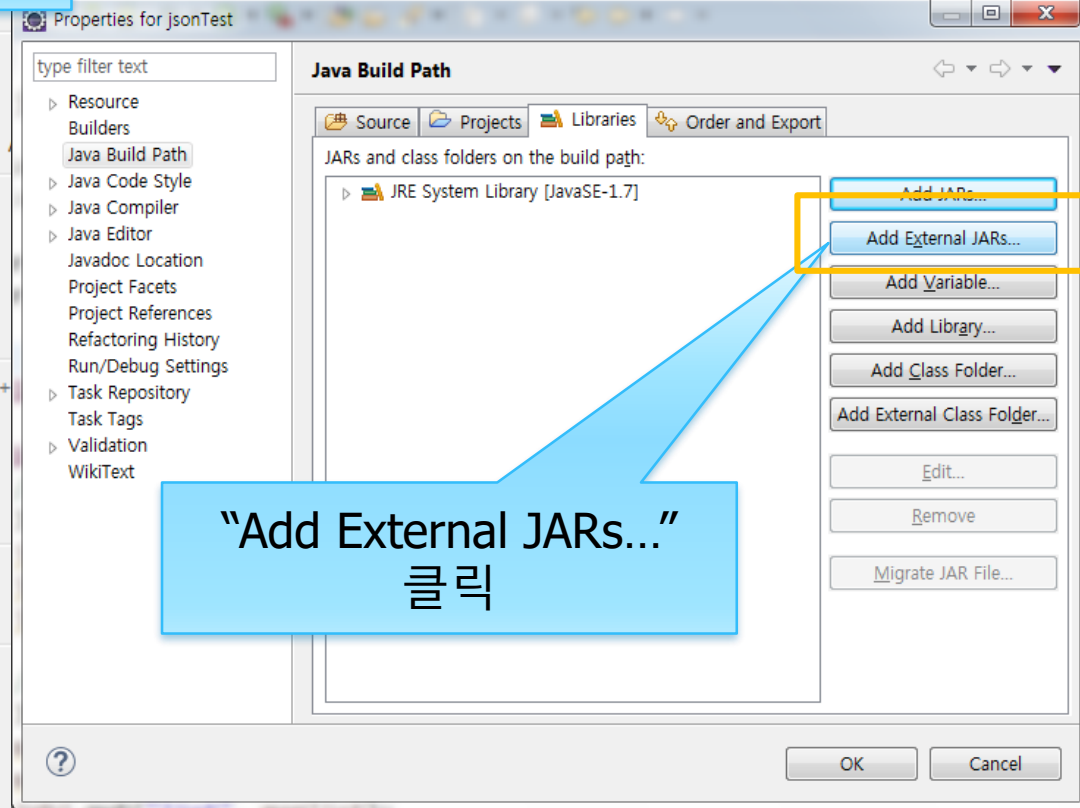 Properties for jsonTest
type filter text
Resource
Builders
Java Build Path
Java Code Style
Java Compiler
Java Editor
Javadoc Location
Project Facets
Project References
Refactoring History
Run/Debug Settings
Task Repository
Task Tags
Validation
WikiText
Java Build Path
Source Projects Libraries Order and Export
JARs and class folders on the build path:
JRE System Library [JavaSE-1.7]
Add JARs...
Add External JARs...
Add Variable...
Add Library...
Add Class Folder...
Add External Class Folder...
Edit...
Remove
Migrate JAR File...
“Add External JARs…”
클릭
OK Cancel